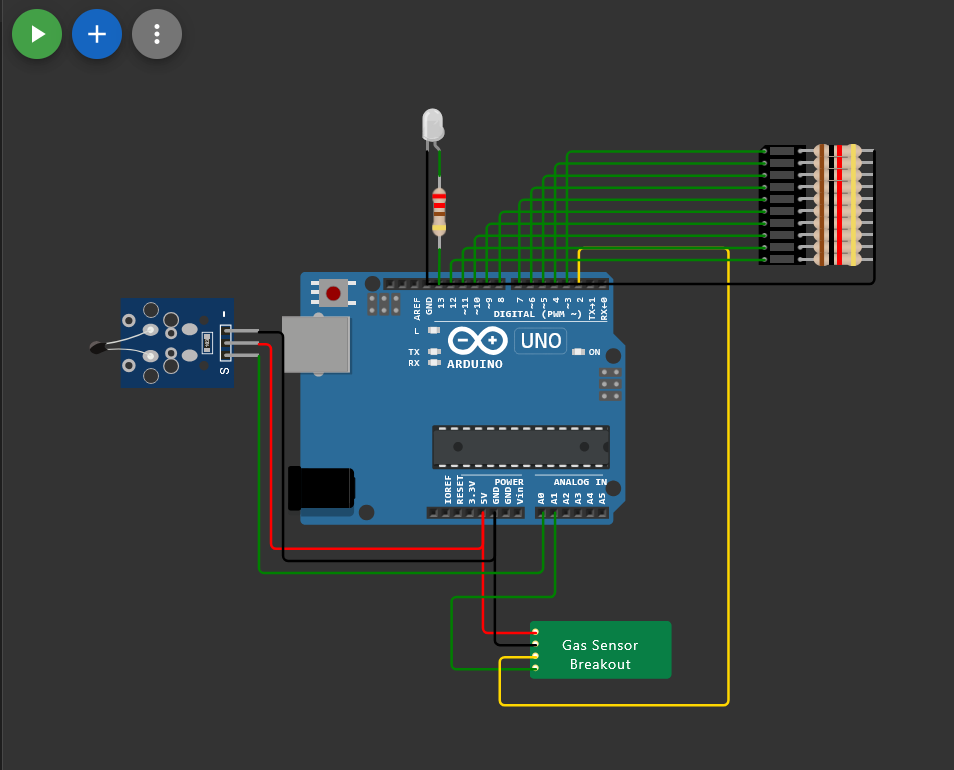 AREF
GND
13
12
~11
~10
~9
8
7
6
~5
4
~3
2
TX→1
RX←0
DIGITAL (PWM ~)
L
TX
RX
UNO
ON
ARDUINO
-
S
POWER
ANALOG IN
IOREF
RESET
3.3V
5V
GND
GND
Vin
A0
A1
A2
A3
A4
A5
Gas Sensor
Breakout